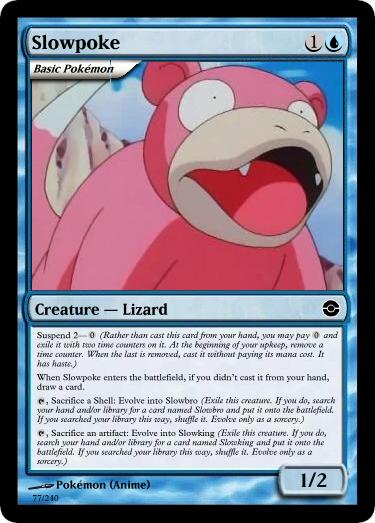 Slowpoke 1
Basic Pokémon
Creature — Lizard
Suspend 2—0 (Rather than cast this card from your hand, you may pay 0 and
exile it with two time counters on it. At the beginning of your upkeep, remove a
time counter. When the last is removed, cast it without paying its mana cost. It
has haste.)
When Slowpoke enters the battlefield, if you didn't cast it from your hand,
draw a card.
, Sacrifice a Shell: Evolve into Slowbro (Exile this creature. If you do, search
your hand and/or library for a card named Slowbro and put it onto the battlefield.
If you searched your library this way, shuffle it. Evolve only as a sorcery.)
, Sacrifice an artifact: Evolve into Slowking (Exile this creature. If you do,
search your hand and/or library for a card named Slowking and put it onto the
battlefield. If you searched your library this way, shuffle it. Evolve only as a
sorcery.)
1/2
Pokémon (Anime)
77/240